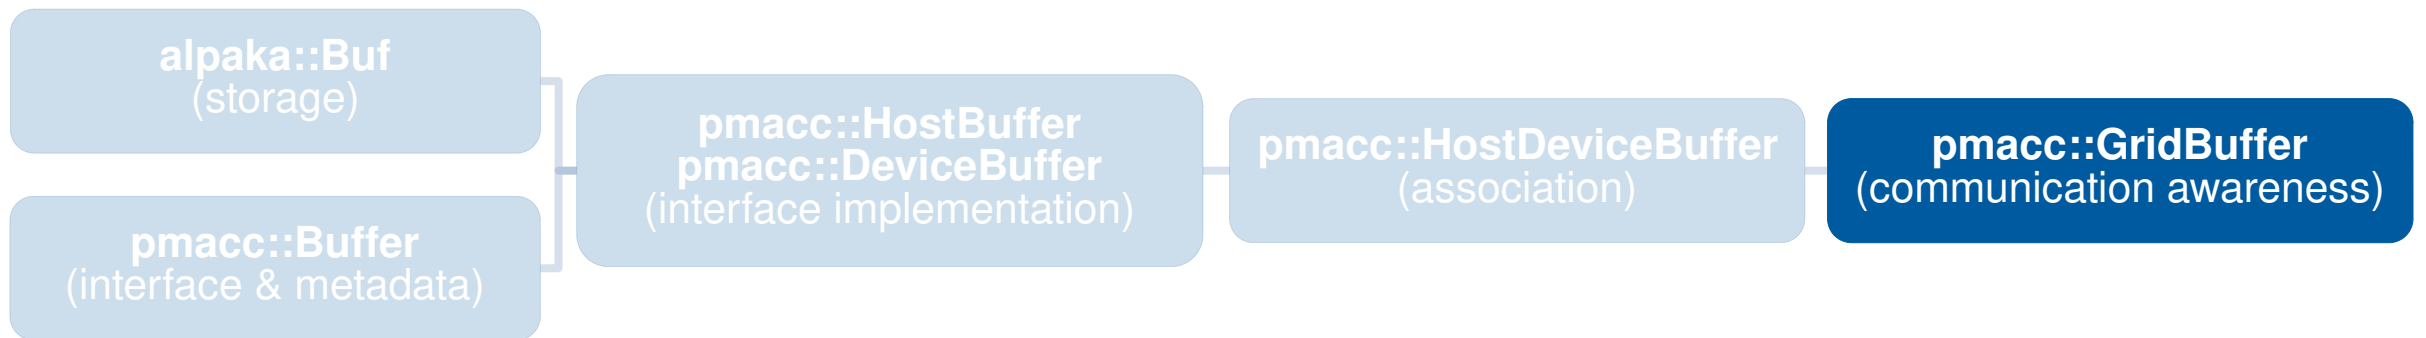 alpaka::Buf
(storage)
pmacc::Buffer
(interface & metadata)
pmacc::HostBuffer
pmacc::DeviceBuffer
(interface implementation)
pmacc::HostDeviceBuffer
(association)
pmacc::GridBuffer
(communication awareness)